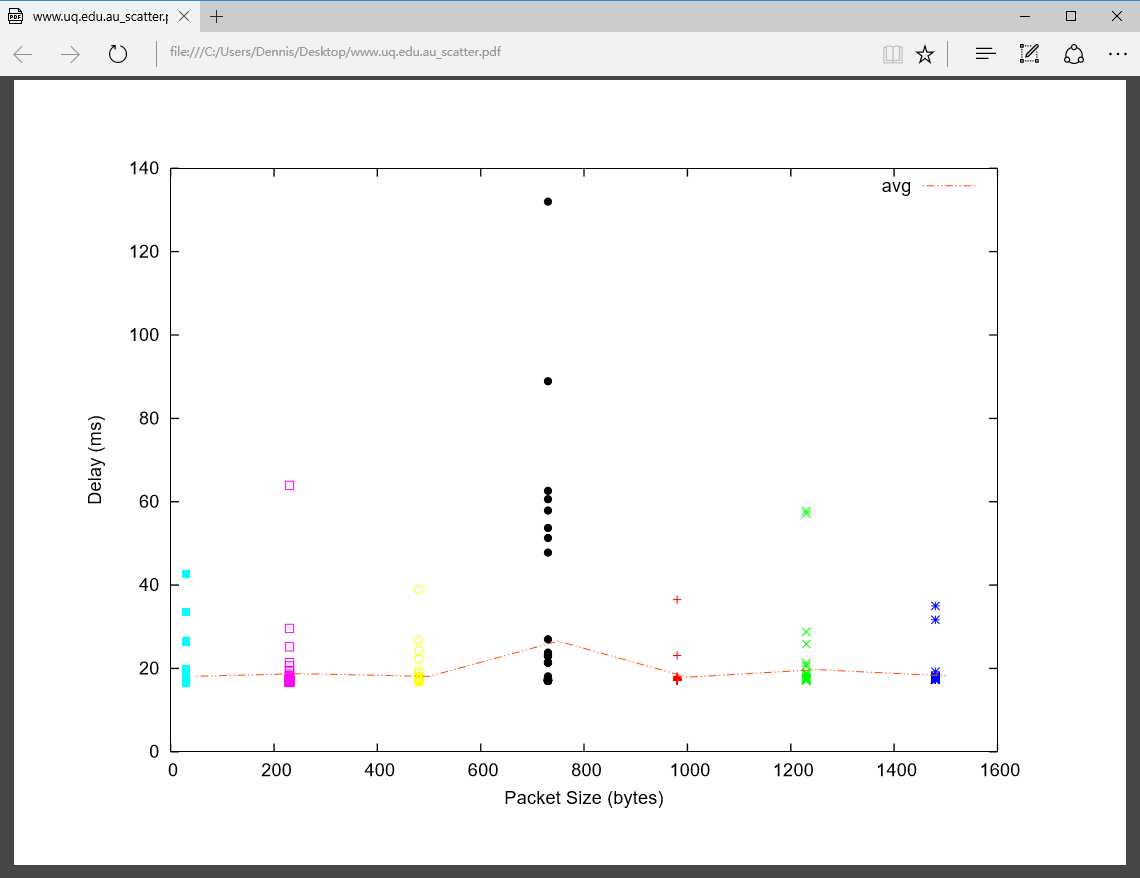 www.uq.edu.au_scatter.p
file:///C:/Users/Dennis/Desktop/www.uq.edu.au_scatter.pdf
avg
140
120
100
80
60
40
20
0
Delay (ms)
0 200 400 600 800 1000 1200 1400 1600
Packet Size (bytes)